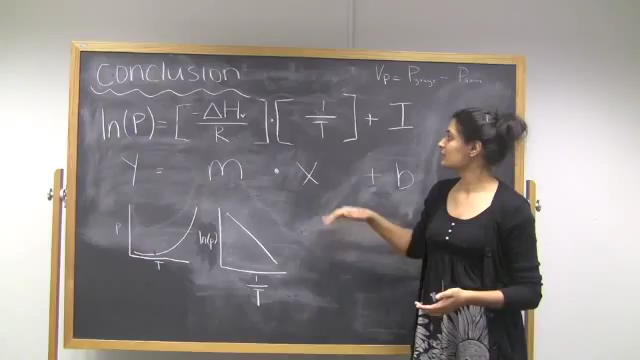 Conclusion
Vp = Pgauge - Patm
ln(P) = [-ΔHv/R] · [1/T] + I
Y = m · X + b
P
T
ln(P)
1/T